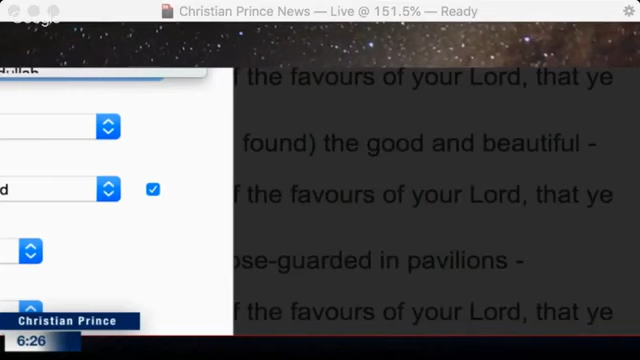 Christian Prince News — Live @ 151.5% — Ready
Google
f the favours of your Lord, that ye
found) the good and beautiful -
d
f the favours of your Lord, that ye
ose-guarded in pavilions -
f the favours of your Lord, that ye
Christian Prince
6:26